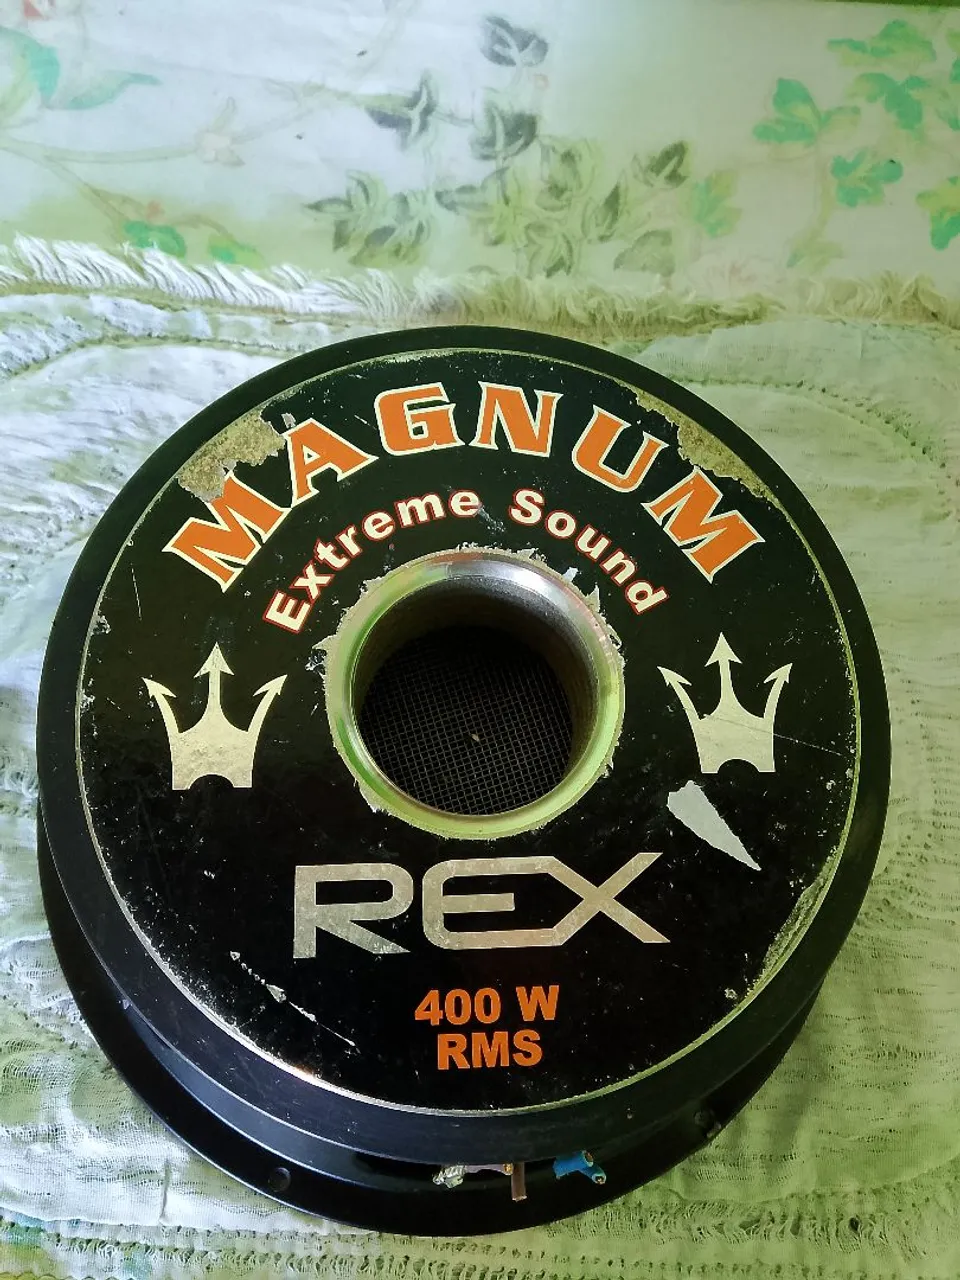 MAGNUM
Extreme Sound
REX
400 W
RMS